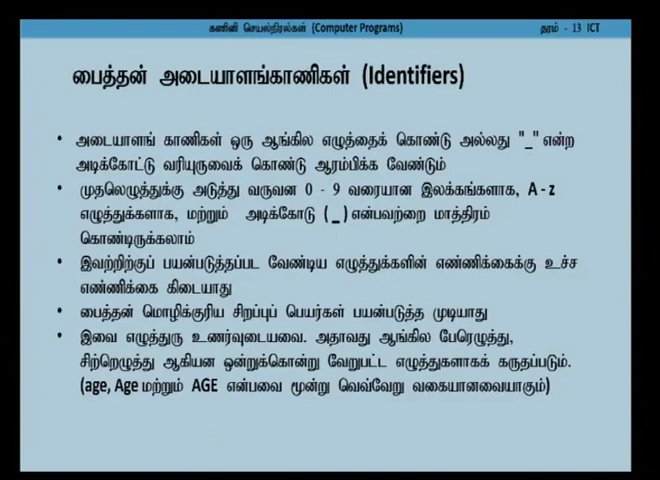 கணினி செயல்நிரல்கள் (Computer Programs)
தரம் - 13 ICT
பைத்தன் அடையாளங்காணிகள் (Identifiers)
• அடையாளங் காணிகள் ஒரு ஆங்கில எழுத்தைக் கொண்டு அல்லது "_" என்ற
அடிக்கோட்டு வரியுருவைக் கொண்டு ஆரம்பிக்க வேண்டும்
• முதலெழுத்துக்கு அடுத்து வருவன 0 - 9 வரையான இலக்கங்களாக, A - z
எழுத்துக்களாக, மற்றும் அடிக்கோடு ( _ ) என்பவற்றை மாத்திரம்
கொண்டிருக்கலாம்
• இவற்றிற்குப் பயன்படுத்தப்பட வேண்டிய எழுத்துக்களின் எண்ணிக்கைக்கு உச்ச
எண்ணிக்கை கிடையாது
• பைத்தன் மொழிக்குரிய சிறப்புப் பெயர்கள் பயன்படுத்த முடியாது
• இவை எழுத்துரு உணர்வுடையவை. அதாவது ஆங்கில பேரெழுத்து,
சிற்றெழுத்து ஆகியன ஒன்றுக்கொன்று வேறுபட்ட எழுத்துகளாகக் கருதப்படும்.
(age, Age மற்றும் AGE என்பவை மூன்று வெவ்வேறு வகையானவையாகும்)